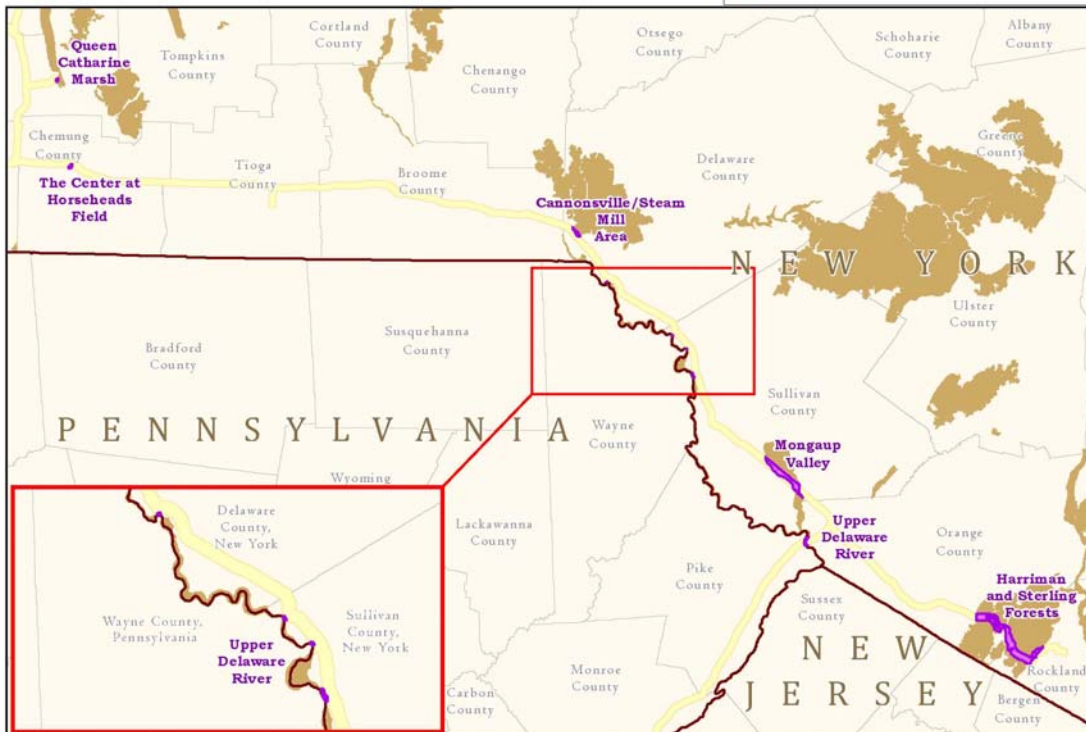 Queen
Catharine
Marsh
Tompkins
County
Cortland
County
Chenango
County
Otsego
County
Schoharie
County
Albany
County
Chemung
County
The Center at
Horseheads
Field
Tioga
County
Broome
County
Cannonsville/Steam
Mill
Area
Delaware
County
Greene
County
NEW YORK
Ulster
County
Bradford
County
Susquehanna
County
PENNSYLVANIA
Wayne
County
Sullivan
County
Mongaup
Valley
Wyoming
Lackawanna
County
Upper
Delaware
River
Orange
County
Pike
County
Sussex
County
Harriman
and Sterling
Forests
NEW
JERSEY
Rockland
County
Bergen
County
Monroe
County
Carbon
County
Delaware
County,
New York
Wayne County,
Pennsylvania
Sullivan
County,
New York
Upper
Delaware
River